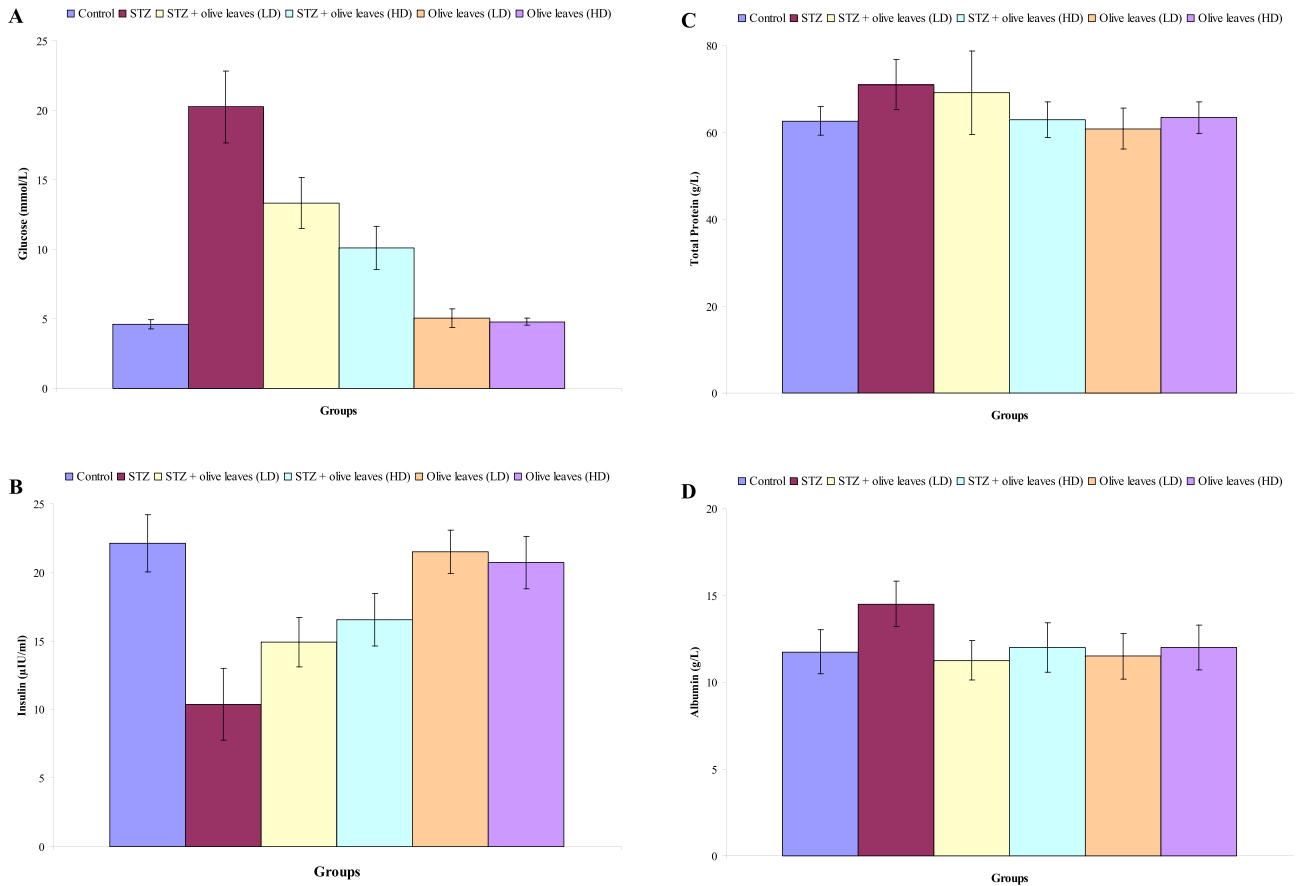 A
Control STZ STZ + olive leaves (LD) STZ + olive leaves (HD) Olive leaves (LD) Olive leaves (HD)
25
20
15
10
5
0
Glucose (mmol/L)
Groups
B
Control STZ STZ + olive leaves (LD) STZ + olive leaves (HD) Olive leaves (LD) Olive leaves (HD)
25
20
15
10
5
0
Insulin (µIU/ml)
Groups
C
Control STZ STZ + olive leaves (LD) STZ + olive leaves (HD) Olive leaves (LD) Olive leaves (HD)
80
60
40
20
0
Total Protein (g/L)
Groups
D
Control STZ STZ + olive leaves (LD) STZ + olive leaves (HD) Olive leaves (LD) Olive leaves (HD)
20
15
10
5
0
Albumin (g/L)
Groups